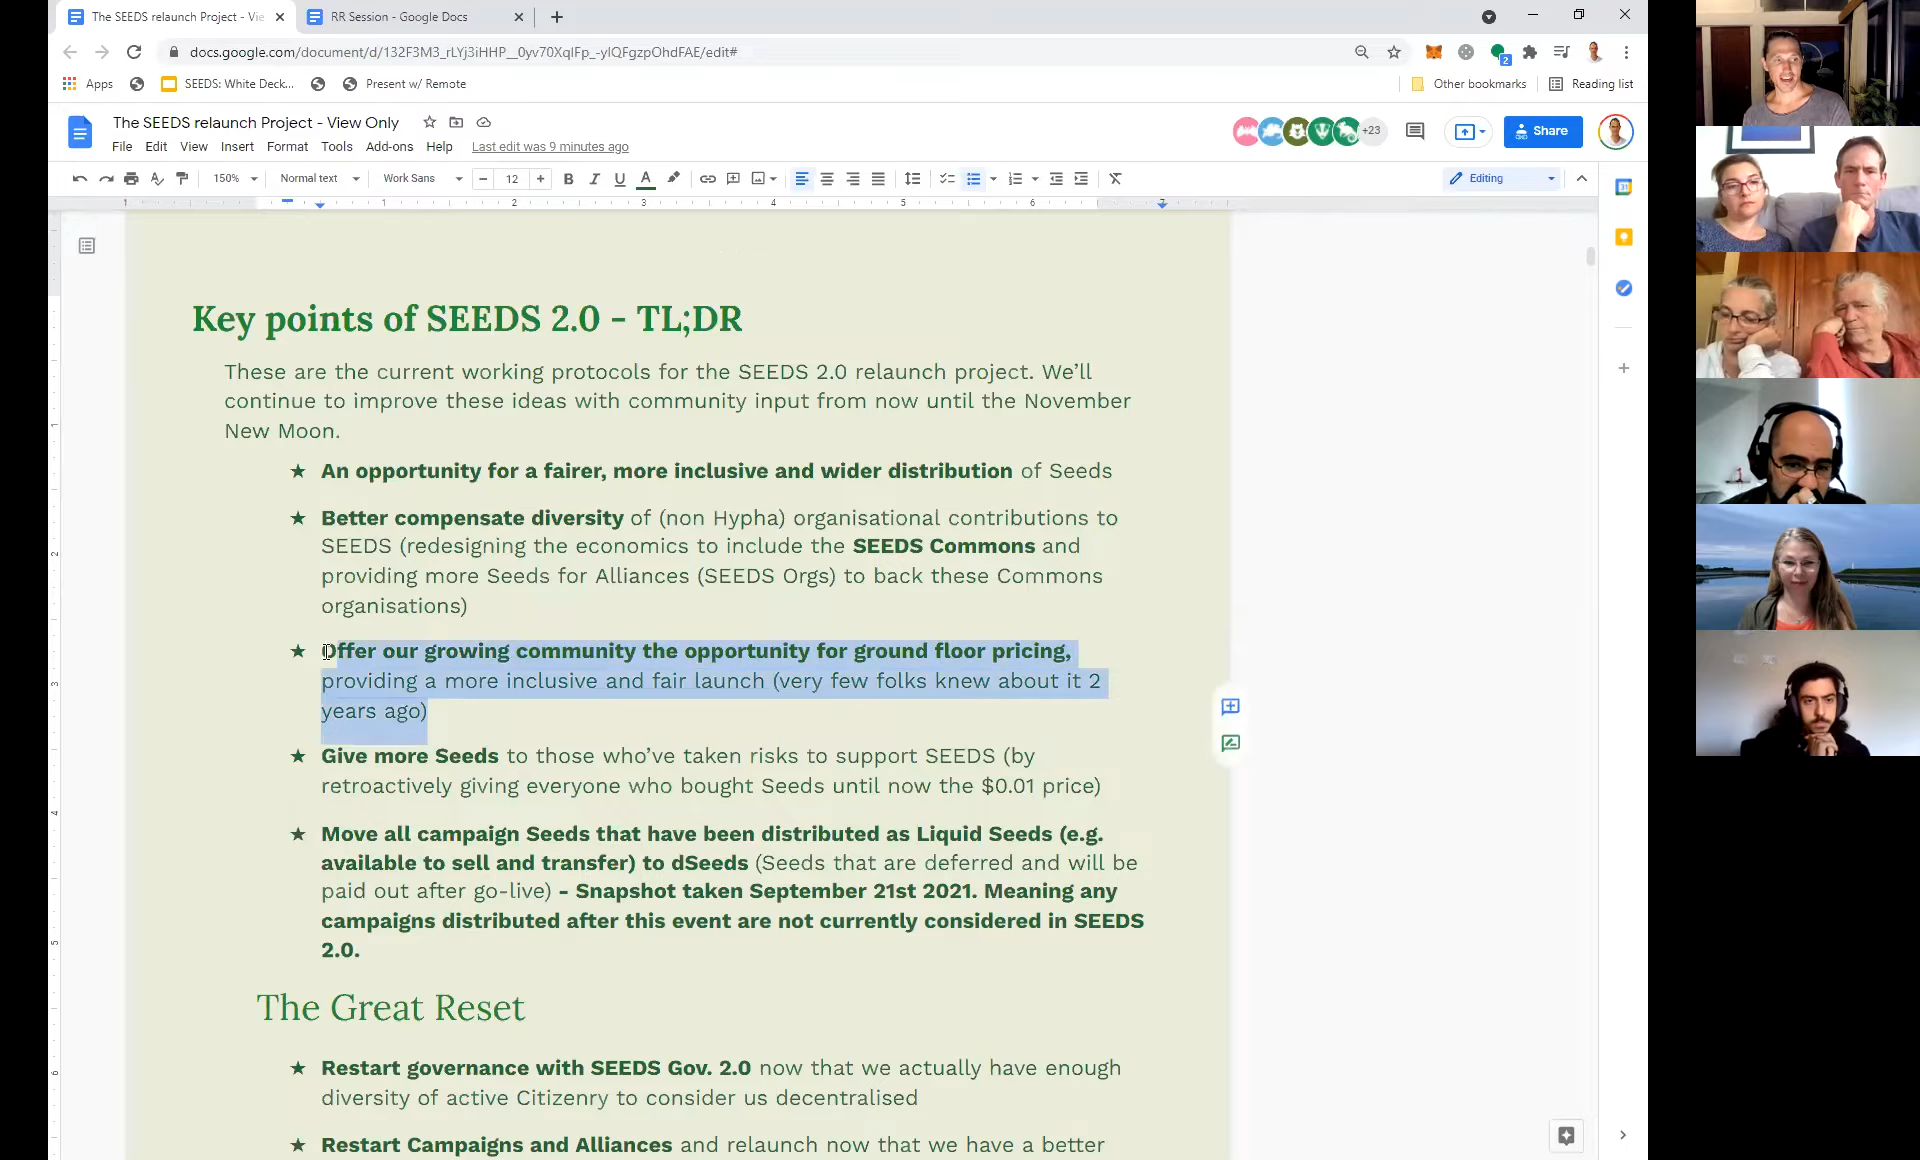 The SEEDS relaunch Project - Vie
RR Session - Google Docs
docs.google.com/document/d/132F3M3_rLYj3iHHP__0yv70XqIFp_-ylQFgzpOhdFAE/edit#
2
Apps
SEEDS: White Deck...
Present w/ Remote
Other bookmarks
Reading list
The SEEDS relaunch Project - View Only
+23
Share
File Edit View Insert Format Tools Add-ons Help Last edit was 9 minutes ago
150% Normal text Work Sans 12 B I U A Editing
1 1 2 3 4 5 6 7
Key points of SEEDS 2.0 - TL;DR
These are the current working protocols for the SEEDS 2.0 relaunch project. We’ll
continue to improve these ideas with community input from now until the November
New Moon.
★ An opportunity for a fairer, more inclusive and wider distribution of Seeds
★ Better compensate diversity of (non Hypha) organisational contributions to
SEEDS (redesigning the economics to include the SEEDS Commons and
providing more Seeds for Alliances (SEEDS Orgs) to back these Commons
organisations)
★ Offer our growing community the opportunity for ground floor pricing,
providing a more inclusive and fair launch (very few folks knew about it 2
years ago)
★ Give more Seeds to those who’ve taken risks to support SEEDS (by
retroactively giving everyone who bought Seeds until now the $0.01 price)
★ Move all campaign Seeds that have been distributed as Liquid Seeds (e.g.
available to sell and transfer) to dSeeds (Seeds that are deferred and will be
paid out after go-live) - Snapshot taken September 21st 2021. Meaning any
campaigns distributed after this event are not currently considered in SEEDS
2.0.
The Great Reset
★ Restart governance with SEEDS Gov. 2.0 now that we actually have enough
diversity of active Citizenry to consider us decentralised
★ Restart Campaigns and Alliances and relaunch now that we have a better